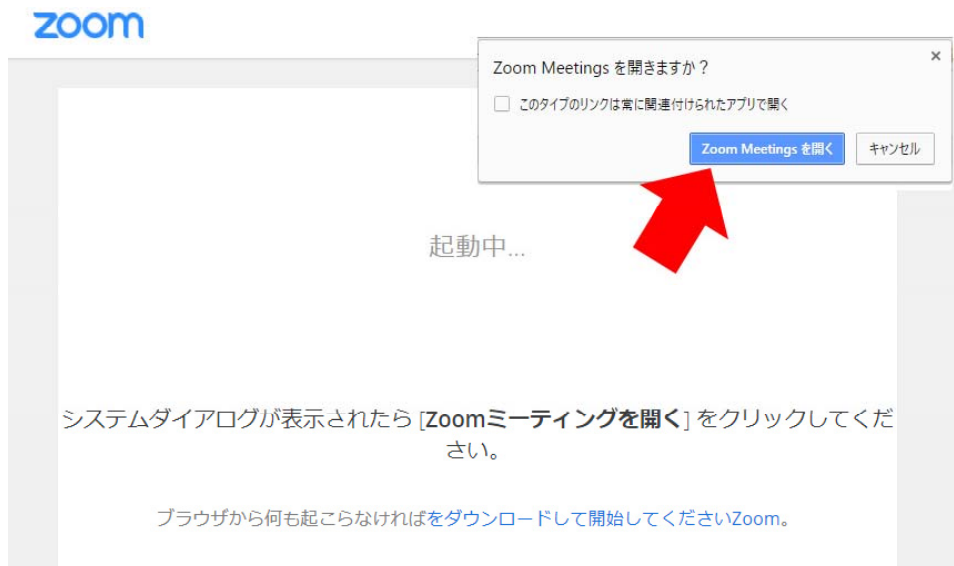 zoom
Zoom Meetings を開きますか？
×
このタイプのリンクは常に関連付けられたアプリで開く
Zoom Meetings を開く
キャンセル
起動中...
システムダイアログが表示されたら [Zoomミーティングを開く] をクリックしてくだ
さい。
ブラウザから何も起こらなければをダウンロードして開始してくださいZoom。